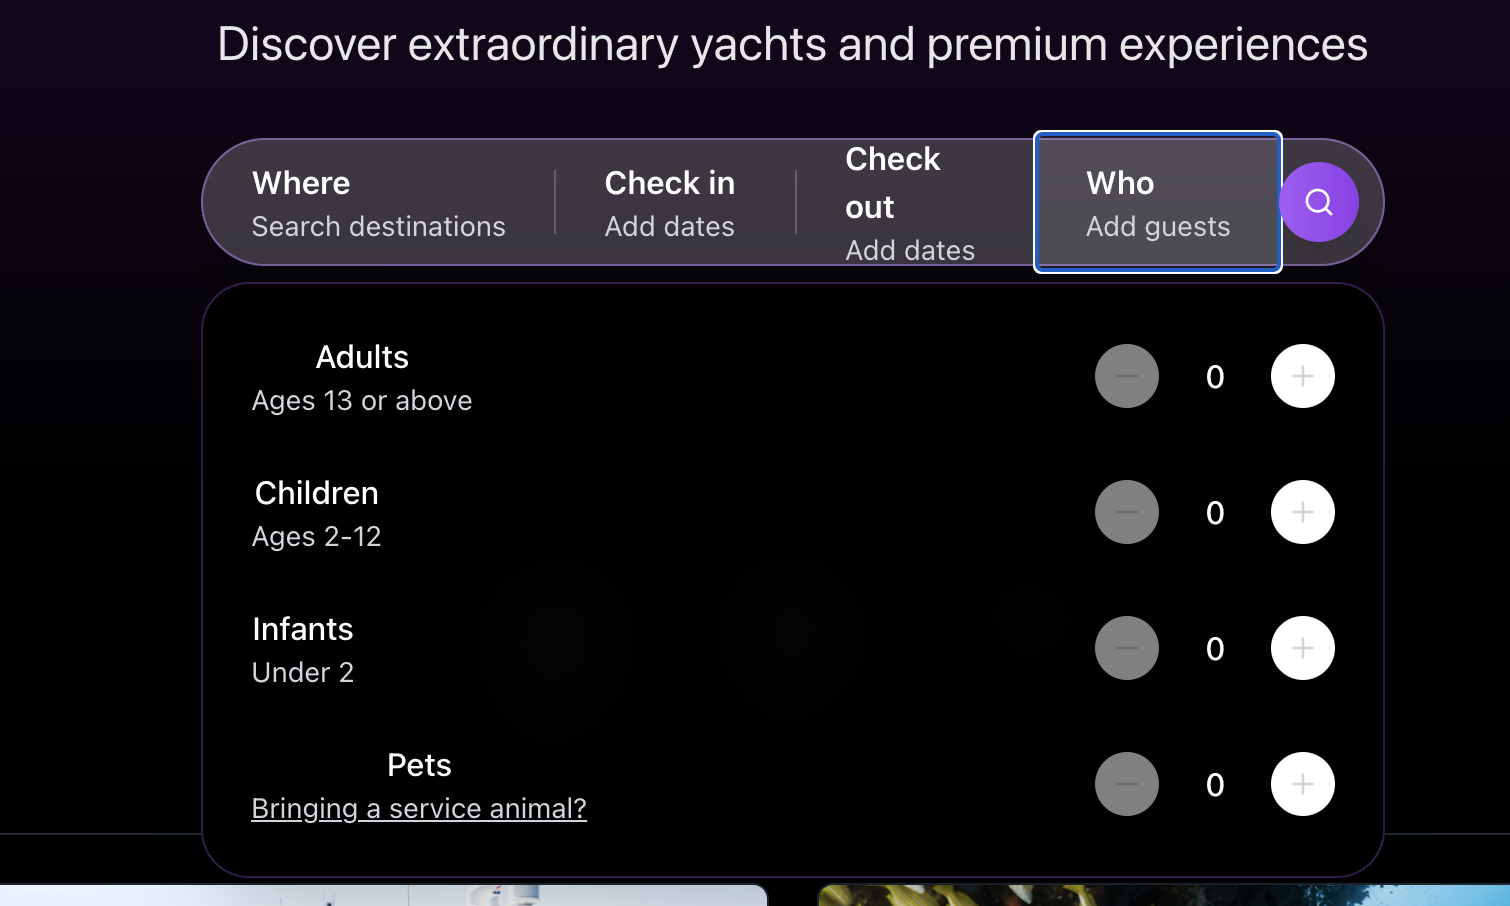 Discover extraordinary yachts and premium experiences
Where
Search destinations
Check in
Add dates
Check
out
Add dates
Who
Add guests
Adults
Ages 13 or above
0
Children
Ages 2-12
0
Infants
Under 2
0
Pets
Bringing a service animal?
0